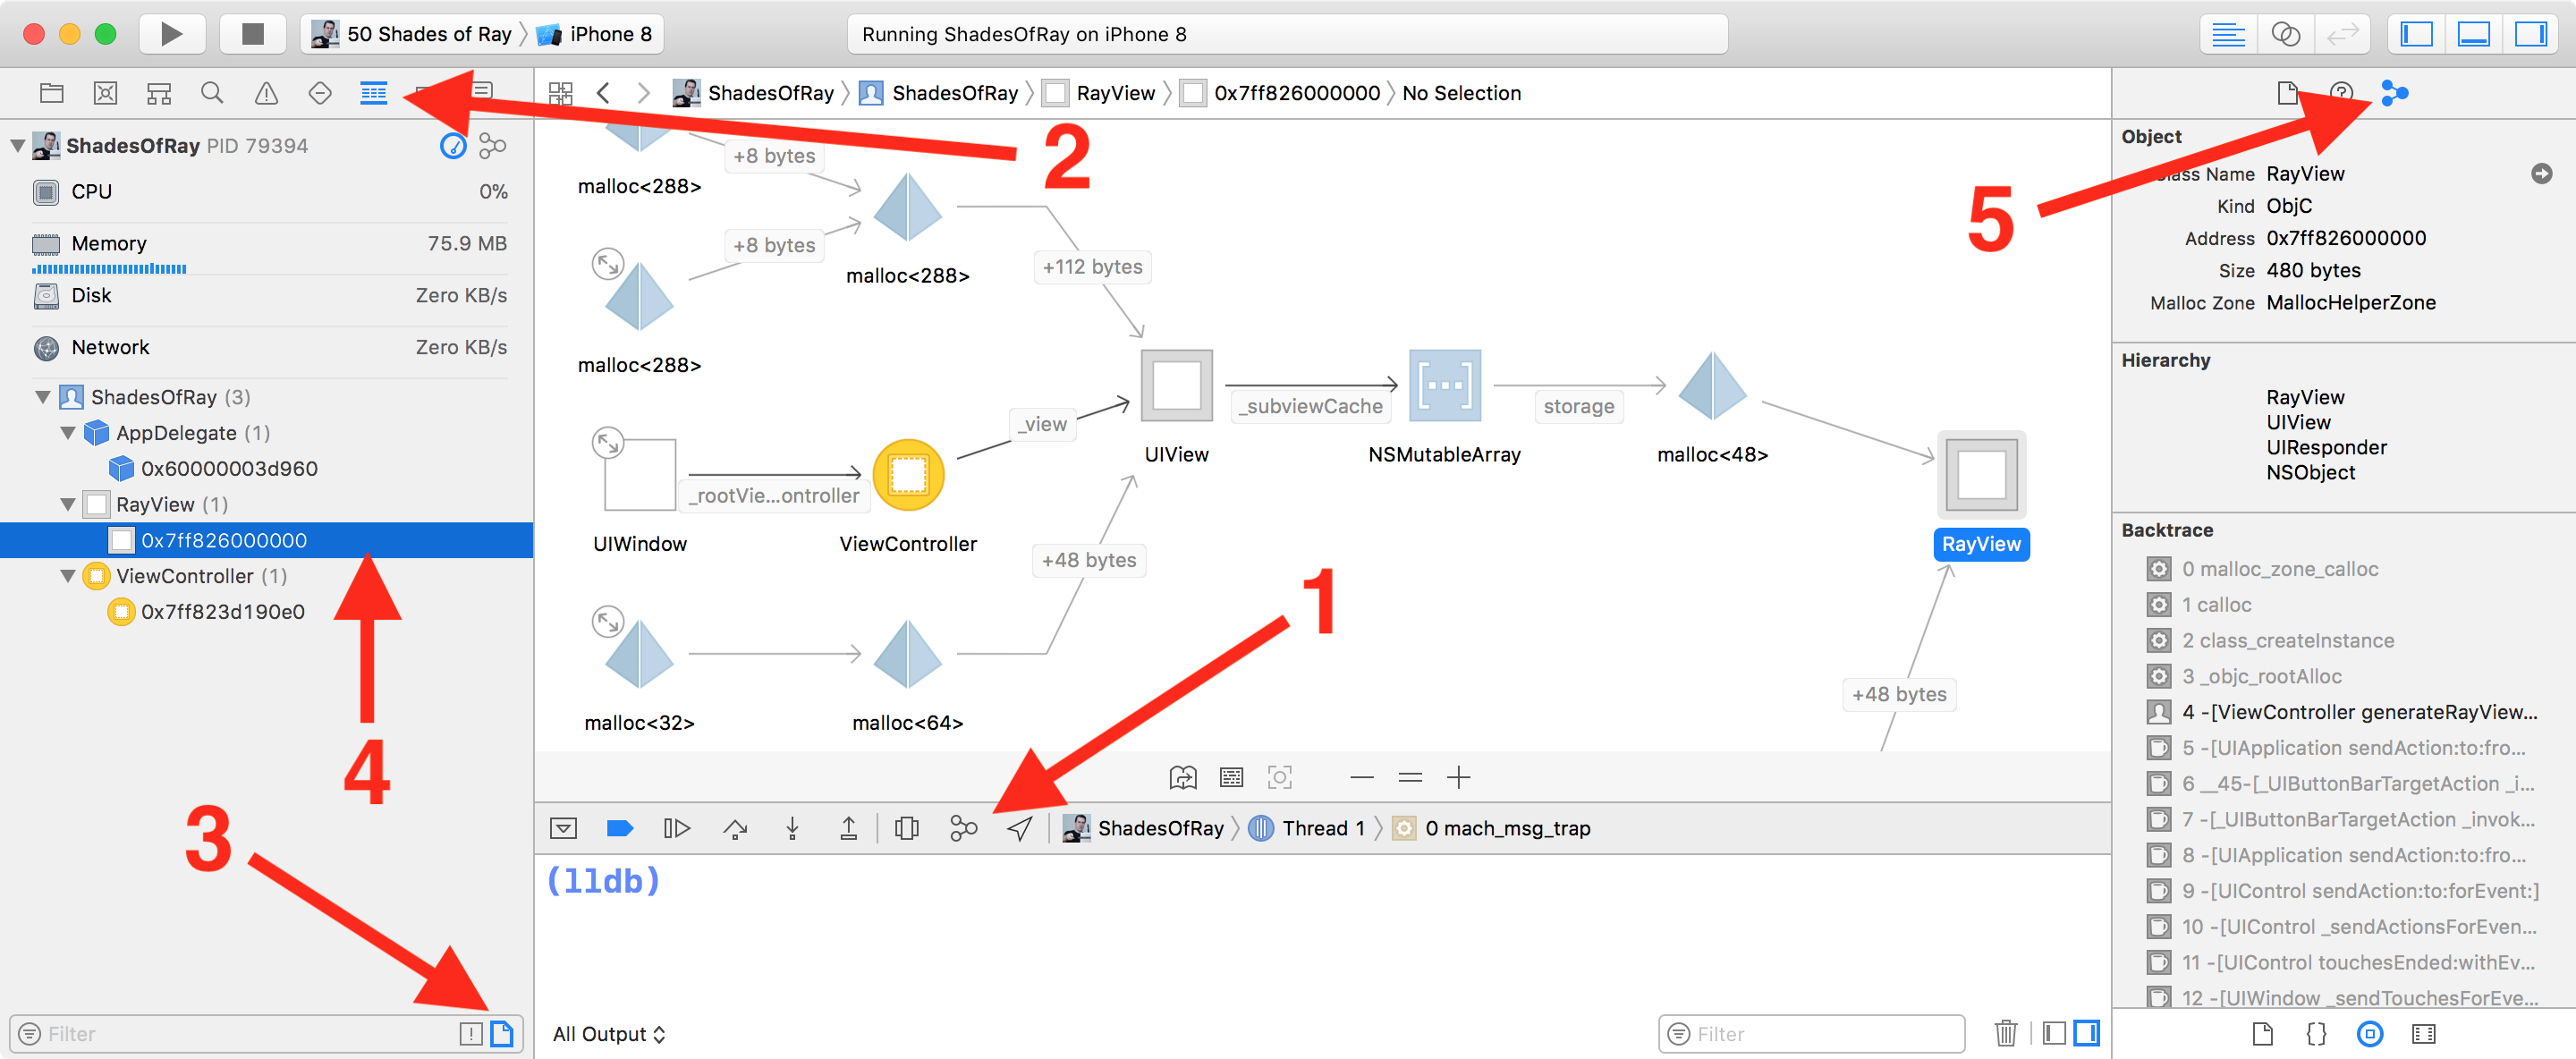 50 Shades of Ray
iPhone 8
Running ShadesOfRay on iPhone 8
ShadesOfRay
ShadesOfRay
RayView
0x7ff826000000
No Selection
2
5
ShadesOfRay PID 79394
CPU 0%
Memory 75.9 MB
Disk Zero KB/s
Network Zero KB/s
ShadesOfRay (3)
AppDelegate (1)
0x60000003d960
RayView (1)
0x7ff826000000
ViewController (1)
0x7ff823d190e0
4
3
Filter
+8 bytes
malloc<288>
+8 bytes
malloc<288>
+112 bytes
malloc<288>
_view
_subviewCache
storage
UIView
NSMutableArray
malloc<48>
_rootVie...ontroller
UIWindow
ViewController
RayView
+48 bytes
1
+48 bytes
malloc<32>
malloc<64>
ShadesOfRay
Thread 1
0 mach_msg_trap
(lldb)
All Output
Filter
Object
Class Name RayView
Kind ObjC
Address 0x7ff826000000
Size 480 bytes
Malloc Zone MallocHelperZone
Hierarchy
RayView
UIView
UIResponder
NSObject
Backtrace
0 malloc_zone_calloc
1 calloc
2 class_createInstance
3 _objc_rootAlloc
4 -[ViewController generateRayView...
5 -[UIApplication sendAction:to:fro...
6 __45-[_UIButtonBarTargetAction _i...
7 -[_UIButtonBarTargetAction _invok...
8 -[UIApplication sendAction:to:fro...
9 -[UIControl sendAction:to:forEvent:]
10 -[UIControl _sendActionsForEven...
11 -[UIControl touchesEnded:withEv...
12 -[UIWindow _sendTouchesForEve...